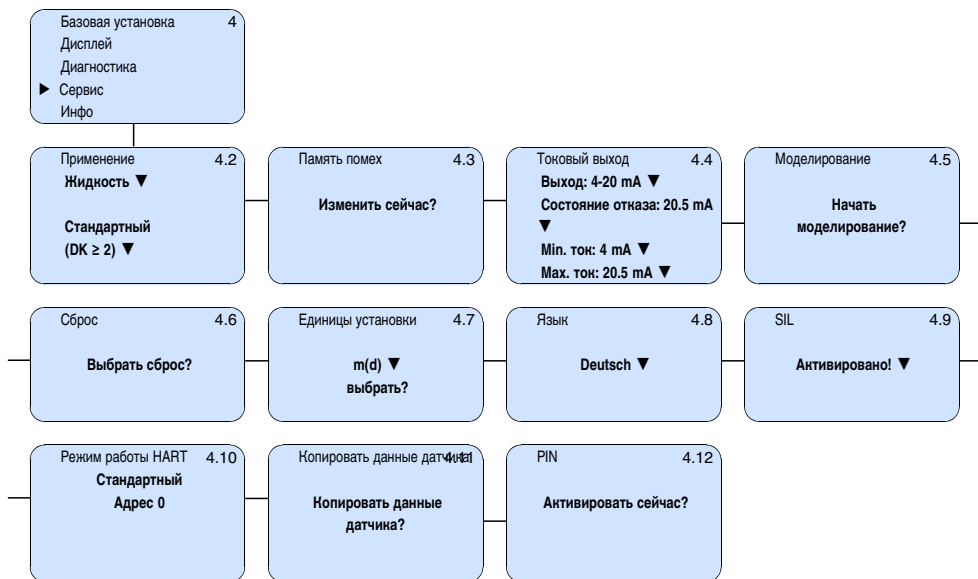 Базовая установка 4
Дисплей
Диагностика
▶ Сервис
Инфо
Применение 4.2
Жидкость ▼
Стандартный
(DK ≥ 2) ▼
Память помех 4.3
Изменить сейчас?
Токовый выход 4.4
Выход: 4-20 mA ▼
Состояние отказа: 20.5 mA
▼
Min. ток: 4 mA ▼
Max. ток: 20.5 mA ▼
Моделирование 4.5
Начать
моделирование?
Сброс 4.6
Выбрать сброс?
Единицы установки 4.7
m(d) ▼
выбрать?
Язык 4.8
Deutsch ▼
SIL 4.9
Активировано! ▼
Режим работы HART 4.10
Стандартный
Адрес 0
Копировать данные датчика 4.11
Копировать данные
датчика?
PIN 4.12
Активировать сейчас?